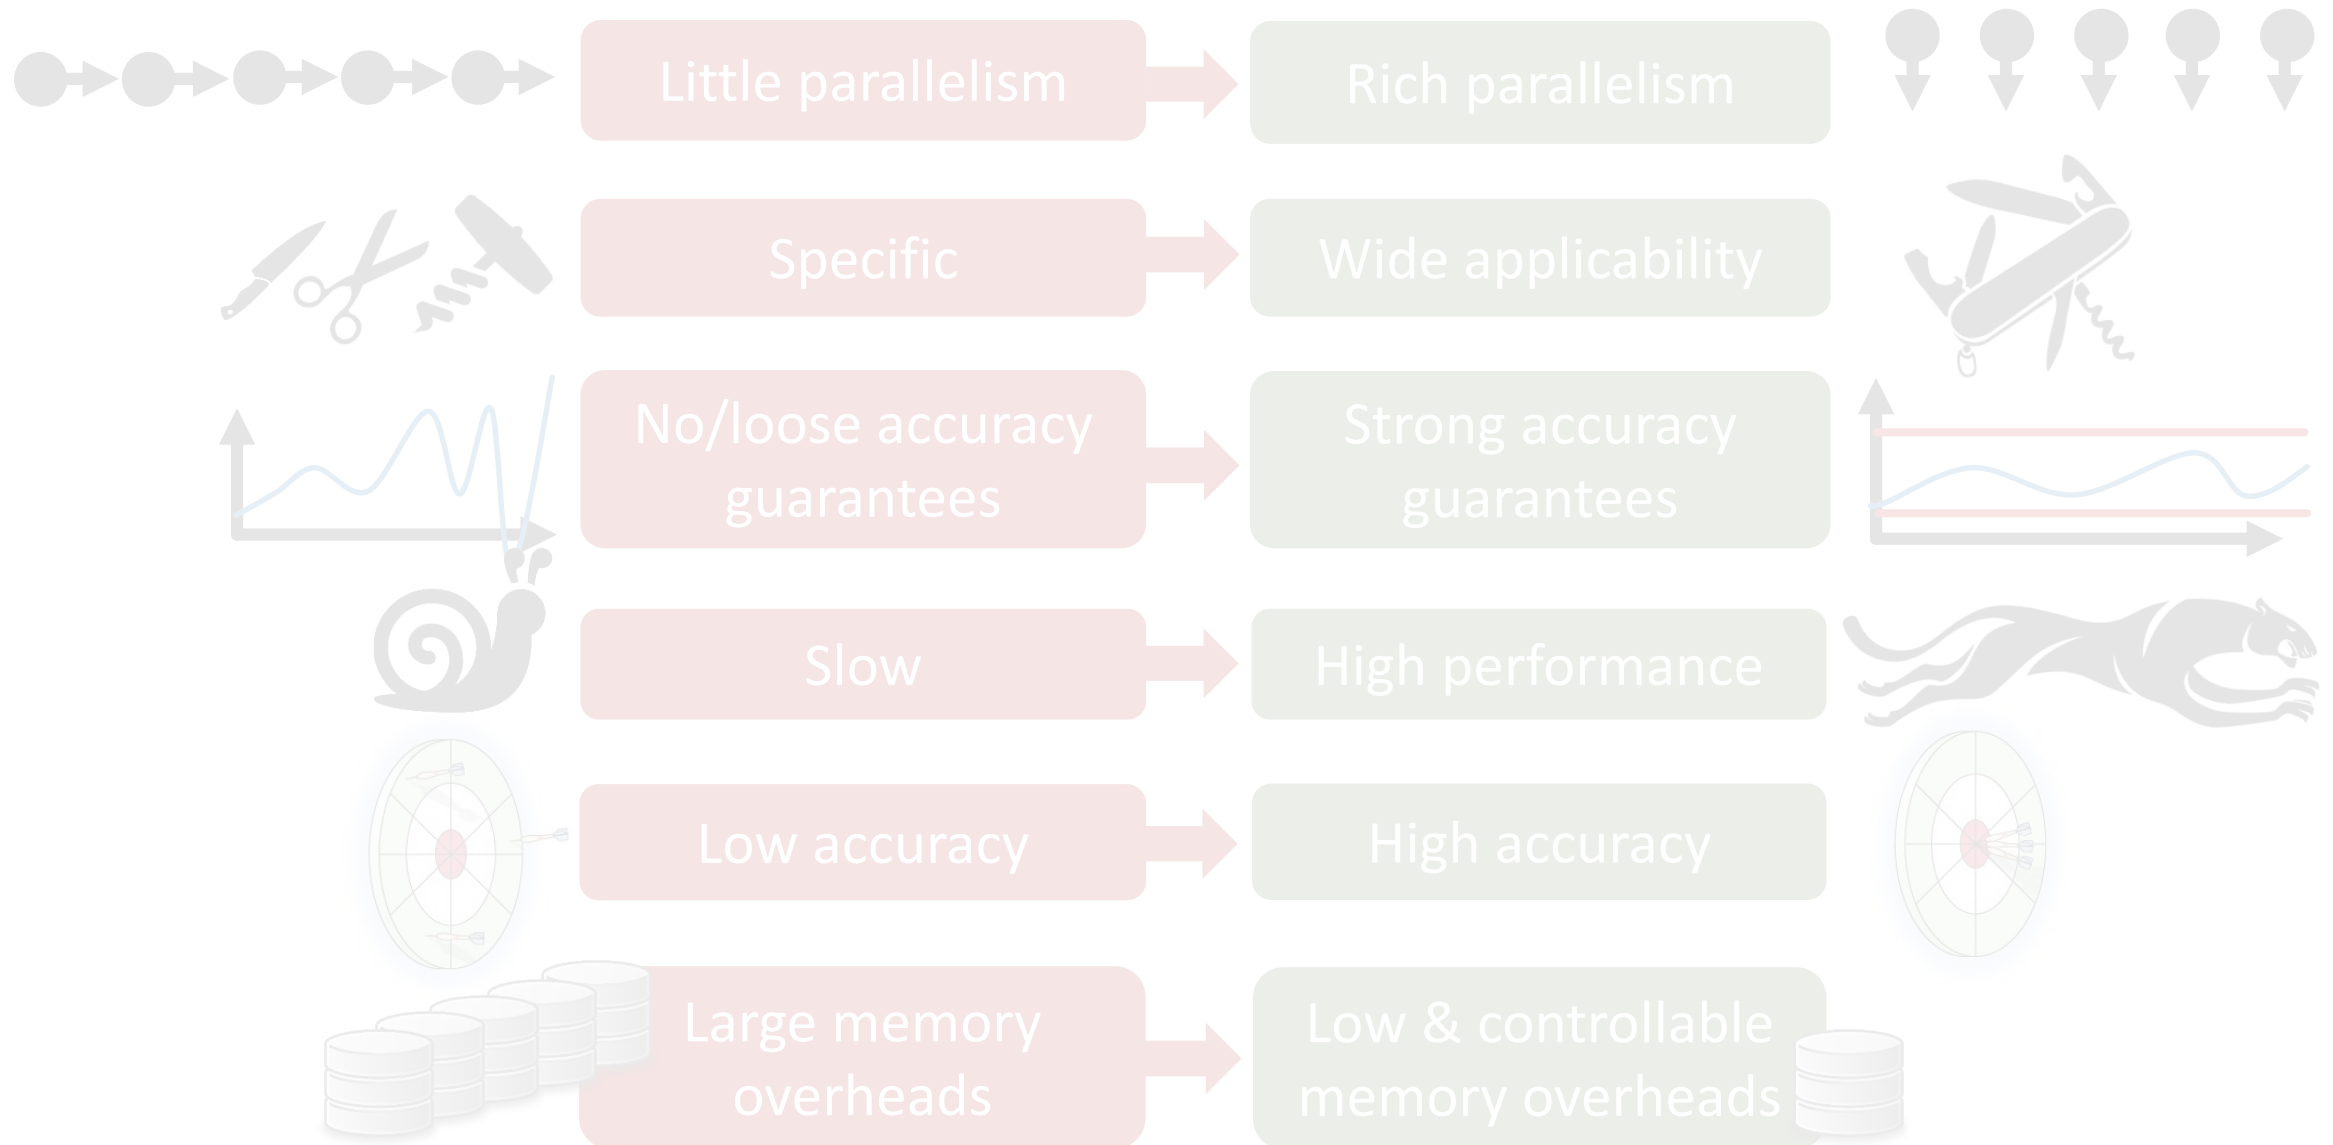 Little parallelism
Rich parallelism
Specific
Wide applicability
No/loose accuracy
guarantees
Strong accuracy
guarantees
Slow
High performance
Low accuracy
High accuracy
Large memory
overheads
Low & controllable
memory overheads